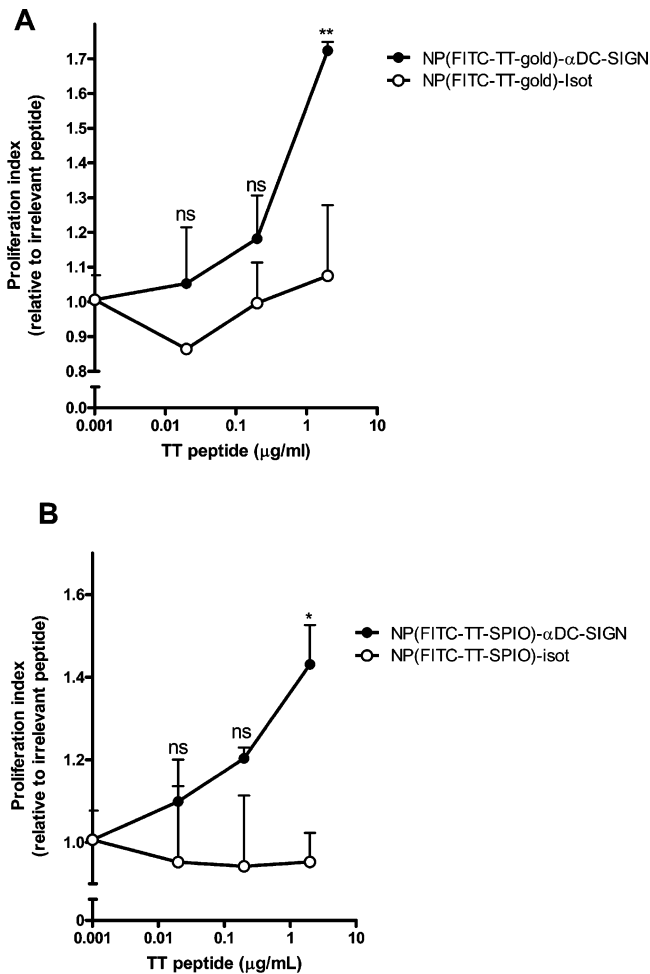 A
**
1.7
1.6
1.5
1.4
1.3
1.2
1.1
1.0
0.9
0.8
0.0
ns
ns
NP(FITC-TT-gold)-αDC-SIGN
NP(FITC-TT-gold)-Isot
Proliferation index
(relative to irrelevant peptide)
0.001 0.01 0.1 1 10
TT peptide (μg/ml)
B
1.6
1.4
1.2
1.0
0
*
ns
ns
NP(FITC-TT-SPIO)-αDC-SIGN
NP(FITC-TT-SPIO)-isot
Proliferation index
(relative to irrelevant peptide)
0.001 0.01 0.1 1 10
TT peptide (μg/mL)